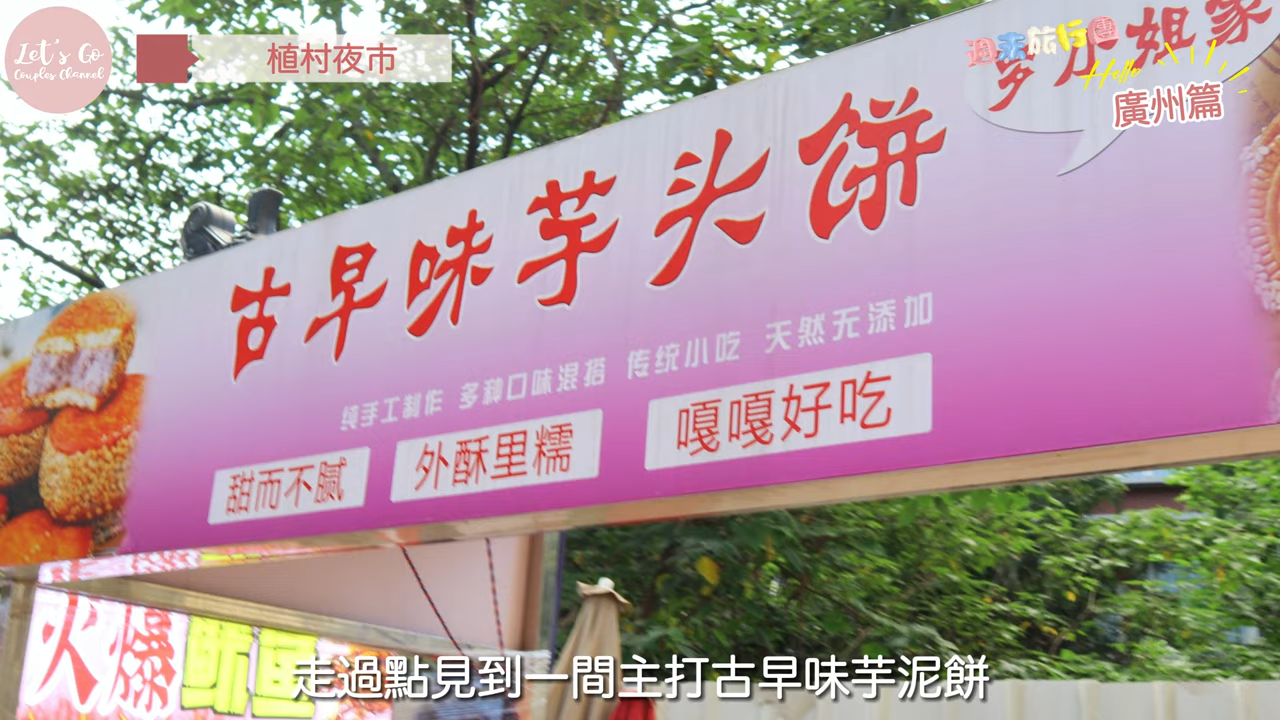 Let's Go
Couples Channel
植村夜市
週末旅行團
Hello
廣州篇
姐家
古早味芋头饼
纯手工制作 多种口味混搭 传统小吃 天然无添加
甜而不腻
外酥里糯
嘎嘎好吃
火爆
走過點見到一間主打古早味芋泥餅